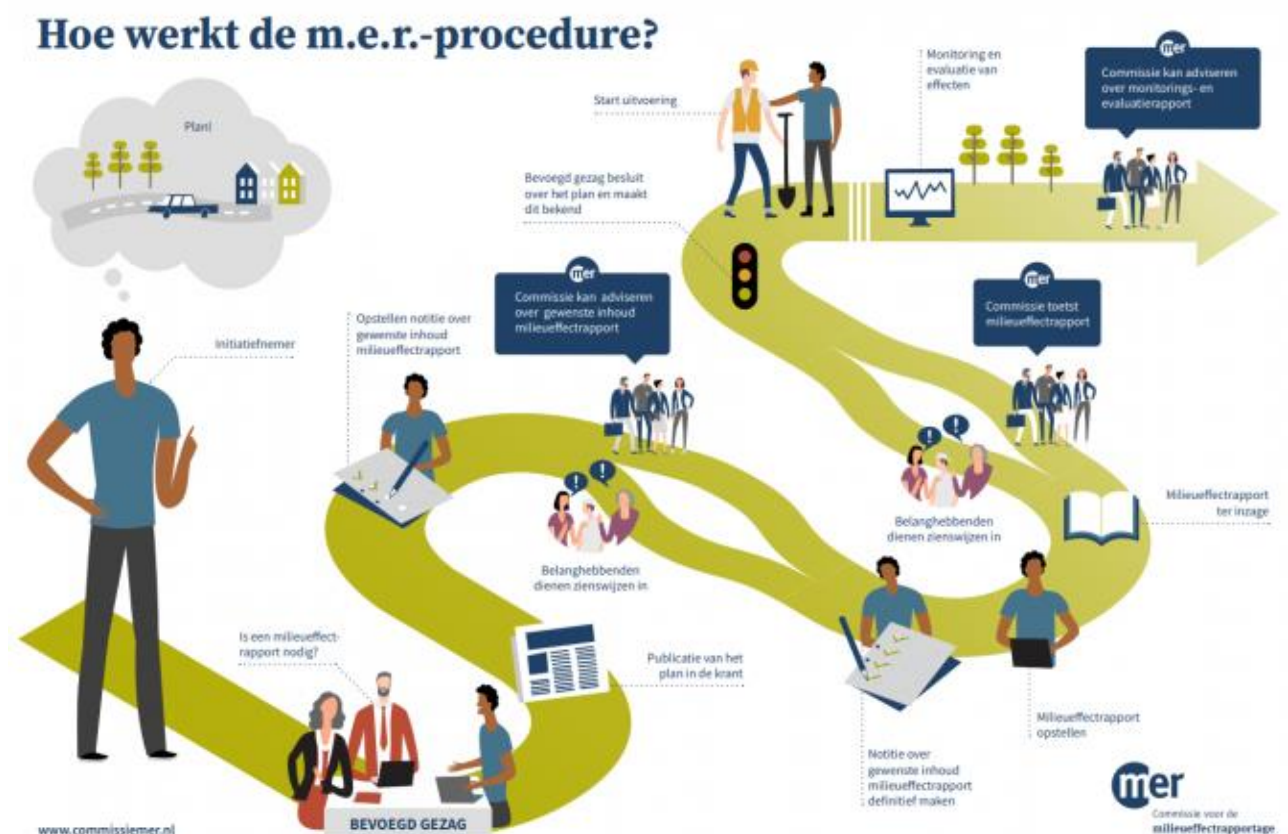 Hoe werkt de m.e.r.-procedure?
Plan!
Initiatiefnemer
Is een milieueffect-
rapport nodig?
BEVOEGD GEZAG
Publicatie van het
plan in de krant
Opstellen notitie over
gewenste inhoud
milieueffectrapport
mer
Commissie kan adviseren
over gewenste inhoud
milieueffectrapport
Belanghebbenden
dienen zienswijzen in
Notitie over
gewenste inhoud
milieueffectrapport
definitief maken
Milieueffectrapport
opstellen
Milieueffectrapport
ter inzage
mer
Commissie toetst
milieueffectrapport
Belanghebbenden
dienen zienswijzen in
Bevoegd gezag besluit
over het plan en maakt
dit bekend
Start uitvoering
Monitoring en
evaluatie van
effecten
mer
Commissie kan adviseren
over monitorings- en
evaluatierapport
www.commissiemer.nl
mer
Commissie voor de
milieueffectrapportage